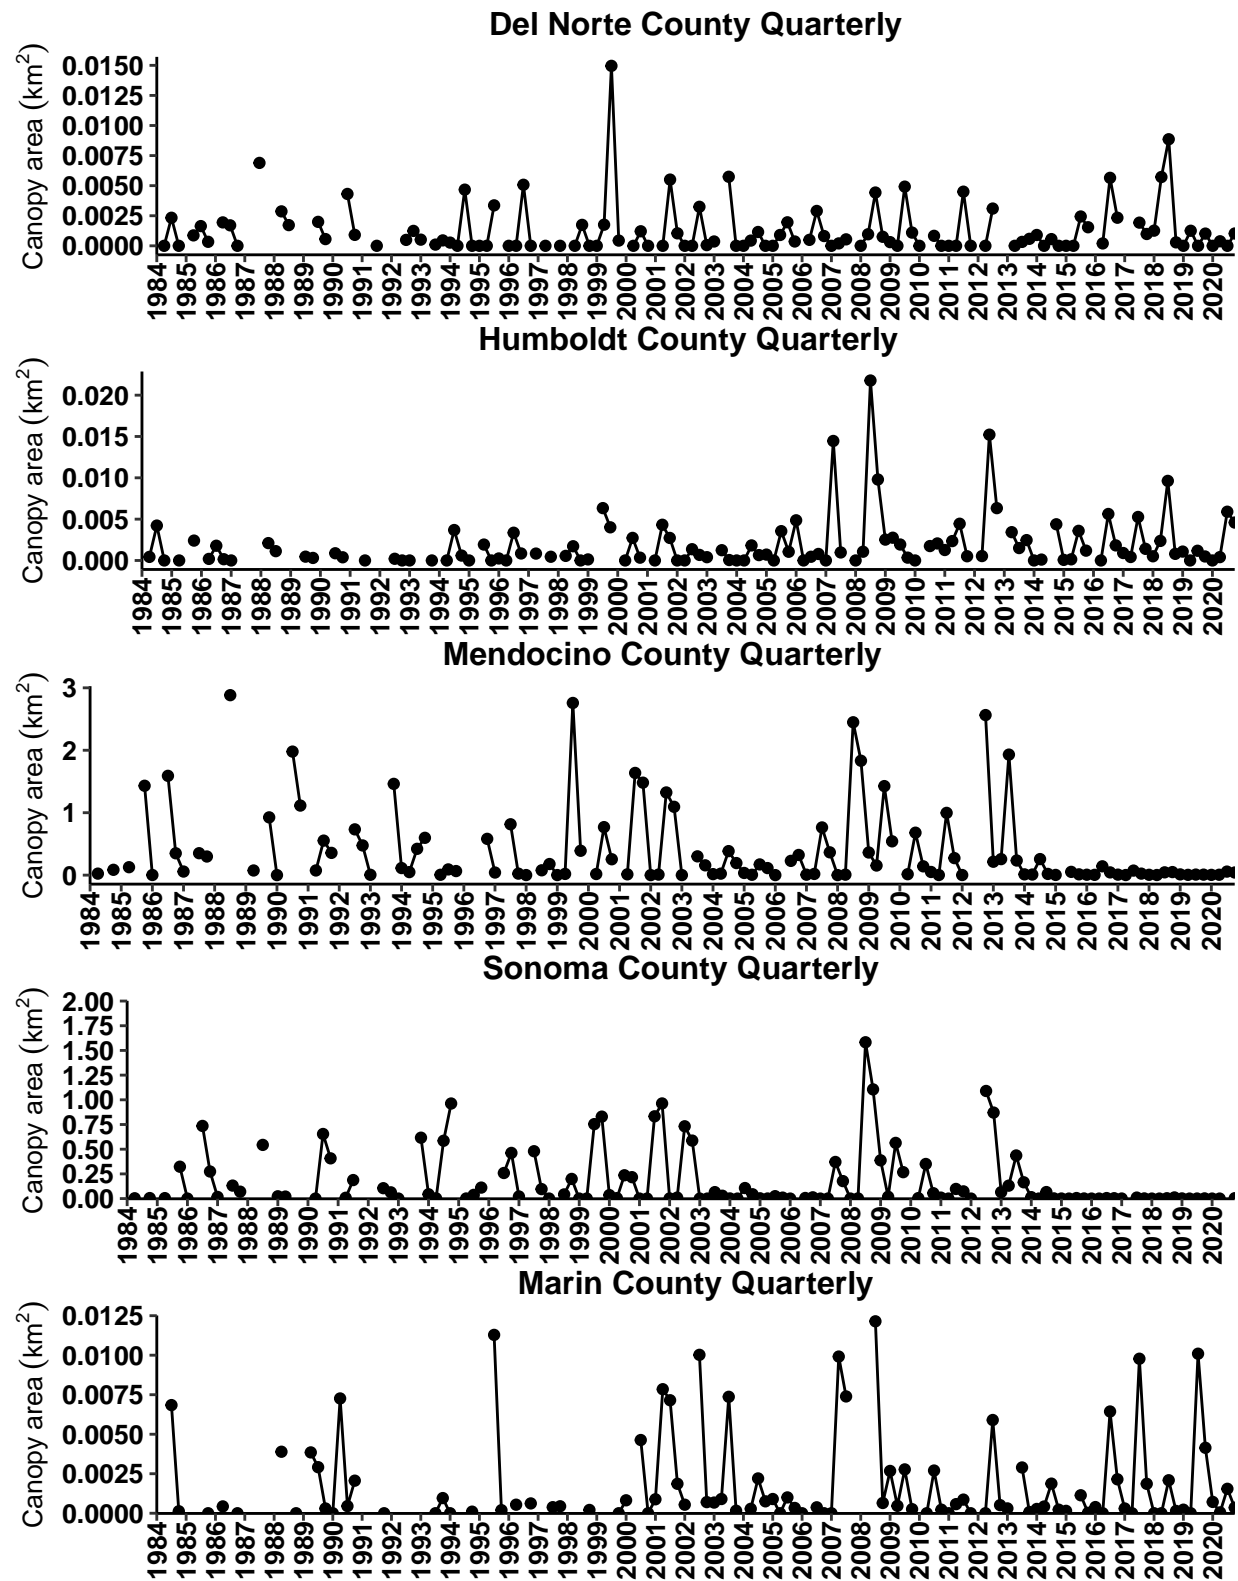 Del Norte County Quarterly
Canopy area (km²)
0.0150
0.0125
0.0100
0.0075
0.0050
0.0025
0.0000
1984 1985 1986 1987 1988 1989 1990 1991 1992 1993 1994 1995 1996 1997 1998 1999 2000 2001 2002 2003 2004 2005 2006 2007 2008 2009 2010 2011 2012 2013 2014 2015 2016 2017 2018 2019 2020
Humboldt County Quarterly
Canopy area (km²)
0.020
0.015
0.010
0.005
0.000
1984 1985 1986 1987 1988 1989 1990 1991 1992 1993 1994 1995 1996 1997 1998 1999 2000 2001 2002 2003 2004 2005 2006 2007 2008 2009 2010 2011 2012 2013 2014 2015 2016 2017 2018 2019 2020
Mendocino County Quarterly
Canopy area (km²)
3
2
1
0
1984 1985 1986 1987 1988 1989 1990 1991 1992 1993 1994 1995 1996 1997 1998 1999 2000 2001 2002 2003 2004 2005 2006 2007 2008 2009 2010 2011 2012 2013 2014 2015 2016 2017 2018 2019 2020
Sonoma County Quarterly
Canopy area (km²)
2.00
1.75
1.50
1.25
1.00
0.75
0.50
0.25
0.00
1984 1985 1986 1987 1988 1989 1990 1991 1992 1993 1994 1995 1996 1997 1998 1999 2000 2001 2002 2003 2004 2005 2006 2007 2008 2009 2010 2011 2012 2013 2014 2015 2016 2017 2018 2019 2020
Marin County Quarterly
Canopy area (km²)
0.0125
0.0100
0.0075
0.0050
0.0025
0.0000
1984 1985 1986 1987 1988 1989 1990 1991 1992 1993 1994 1995 1996 1997 1998 1999 2000 2001 2002 2003 2004 2005 2006 2007 2008 2009 2010 2011 2012 2013 2014 2015 2016 2017 2018 2019 2020